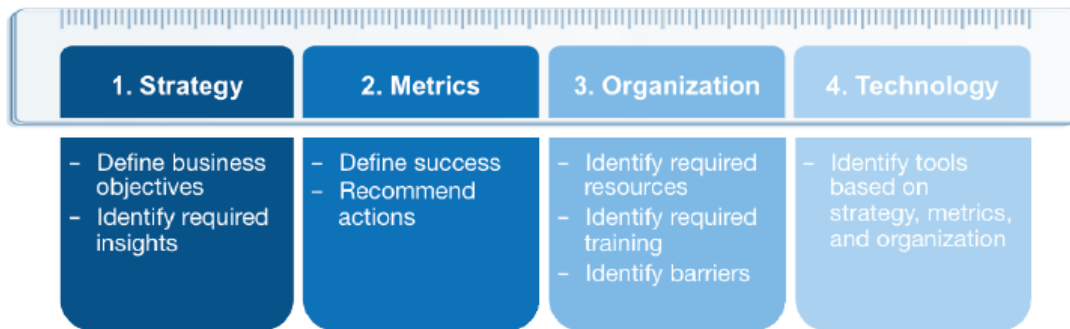 1. Strategy
– Define business
objectives
– Identify required
insights
2. Metrics
– Define success
– Recommend
actions
3. Organization
– Identify required
resources
– Identify required
training
– Identify barriers
4. Technology
– Identify tools
based on
strategy, metrics,
and organization